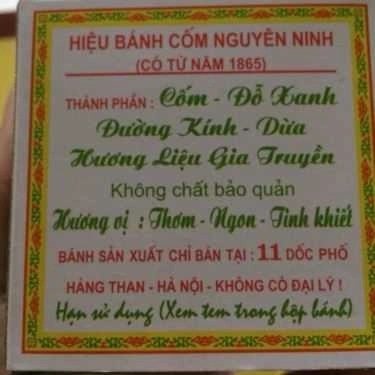 HIỆU BÁNH CỐM NGUYÊN NINH
(CÓ TỪ NĂM 1865)
THÀNH PHẦN : Cốm - Đỗ Xanh
Đường Kính - Dừa
Hương Liệu Gia Truyền
Không chất bảo quản
Hương vị : Thơm - Ngon - Tinh khiết
BÁNH SẢN XUẤT CHỈ BÁN TẠI : 11 DỐC PHỐ
HÀNG THAN - HÀ NỘI - KHÔNG CÓ ĐẠI LÝ !
Hạn sử dụng (Xem tem trong hộp bánh)